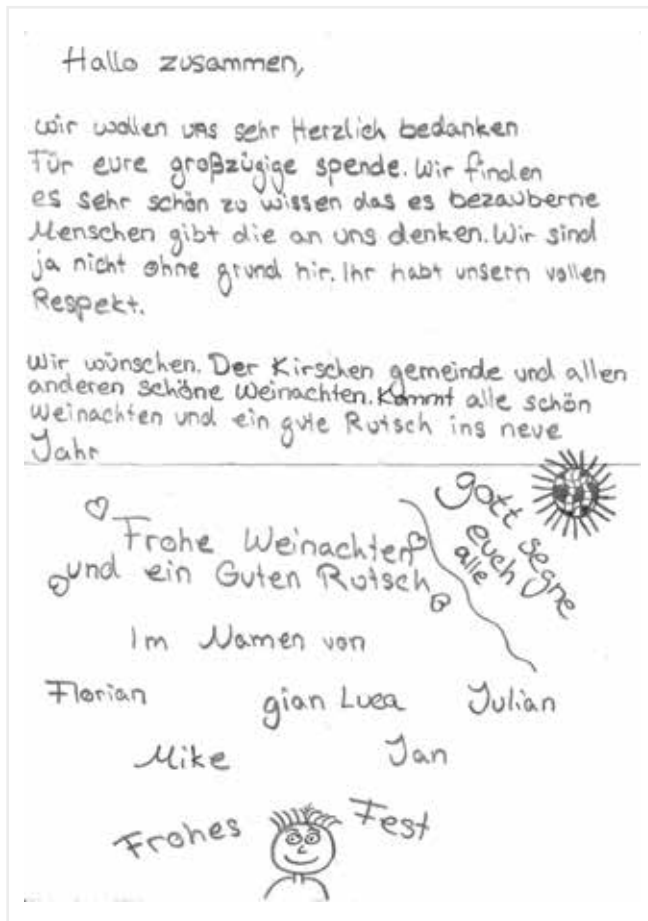 Hallo zusammen,
wir wollen uns sehr Herzlich bedanken
Für eure großzügige spende. Wir finden
es sehr schön zu wissen das es bezauberne
Menschen gibt die an uns denken. Wir sind
ja nicht ohne grund hir. Ihr habt unsern vollen
Respekt.
Wir wünschen. Der Kirschen gemeinde und allen
anderen schöne Weinachten. Kommt alle schön
Weinachten und ein gute Rutsch ins neue
Jahr
gott segne
euch
alle
Frohe Weinachten
und ein Guten Rutsch
Im Namen von
Florian gian Luca Julian
Mike Jan
Frohes Fest